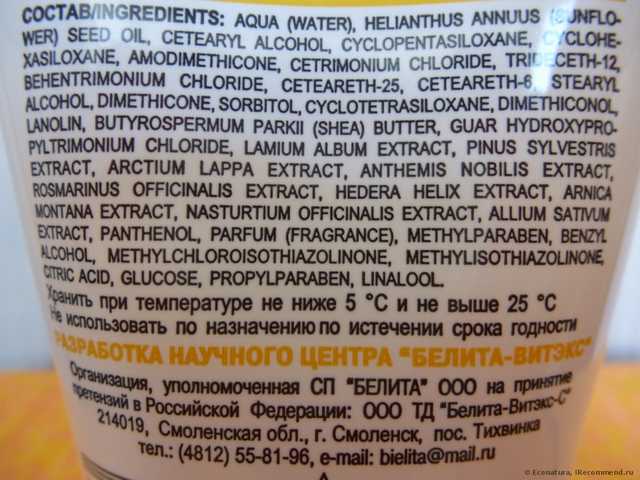 СОСТАВ/INGREDIENTS: AQUA (WATER), HELIANTHUS ANNUUS (SUNFLO-
WER) SEED OIL, CETEARYL ALCOHOL, CYCLOPENTASILOXANE, CYCLOHE-
XASILOXANE, AMODIMETHICONE, CETRIMONIUM CHLORIDE, TRIDECETH-12,
BEHENTRIMONIUM CHLORIDE, CETEARETH-25, CETEARETH-6, STEARYL
ALCOHOL, DIMETHICONE, SORBITOL, CYCLOTETRASILOXANE, DIMETHICONOL,
LANOLIN, BUTYROSPERMUM PARKII (SHEA) BUTTER, GUAR HYDROXYPRO-
PYLTRIMONIUM CHLORIDE, LAMIUM ALBUM EXTRACT, PINUS SYLVESTRIS
EXTRACT, ARCTIUM LAPPA EXTRACT, ANTHEMIS NOBILIS EXTRACT,
ROSMARINUS OFFICINALIS EXTRACT, HEDERA HELIX EXTRACT, ARNICA
MONTANA EXTRACT, NASTURTIUM OFFICINALIS EXTRACT, ALLIUM SATIVUM
EXTRACT, PANTHENOL, PARFUM (FRAGRANCE), METHYLPARABEN, BENZYL
ALCOHOL, METHYLCHLOROISOTHIAZOLINONE, METHYLISOTHIAZOLINONE,
CITRIC ACID, GLUCOSE, PROPYLPARABEN, LINALOOL.
Хранить при температуре не ниже 5 °C и не выше 25 °C
Не использовать по назначению по истечении срока годности
РАЗРАБОТКА НАУЧНОГО ЦЕНТРА "БЕЛИТА-ВИТЭКС"
Организация, уполномоченная СП "БЕЛИТА" ООО на принятие
претензий в Российской Федерации: ООО ТД "Белита-Витэкс-С"
214019, Смоленская обл., г. Смоленск, пос. Тихвинка
тел.: (4812) 55-81-96, e-mail: bielita@mail.ru
© Econatura, IRecommend.ru